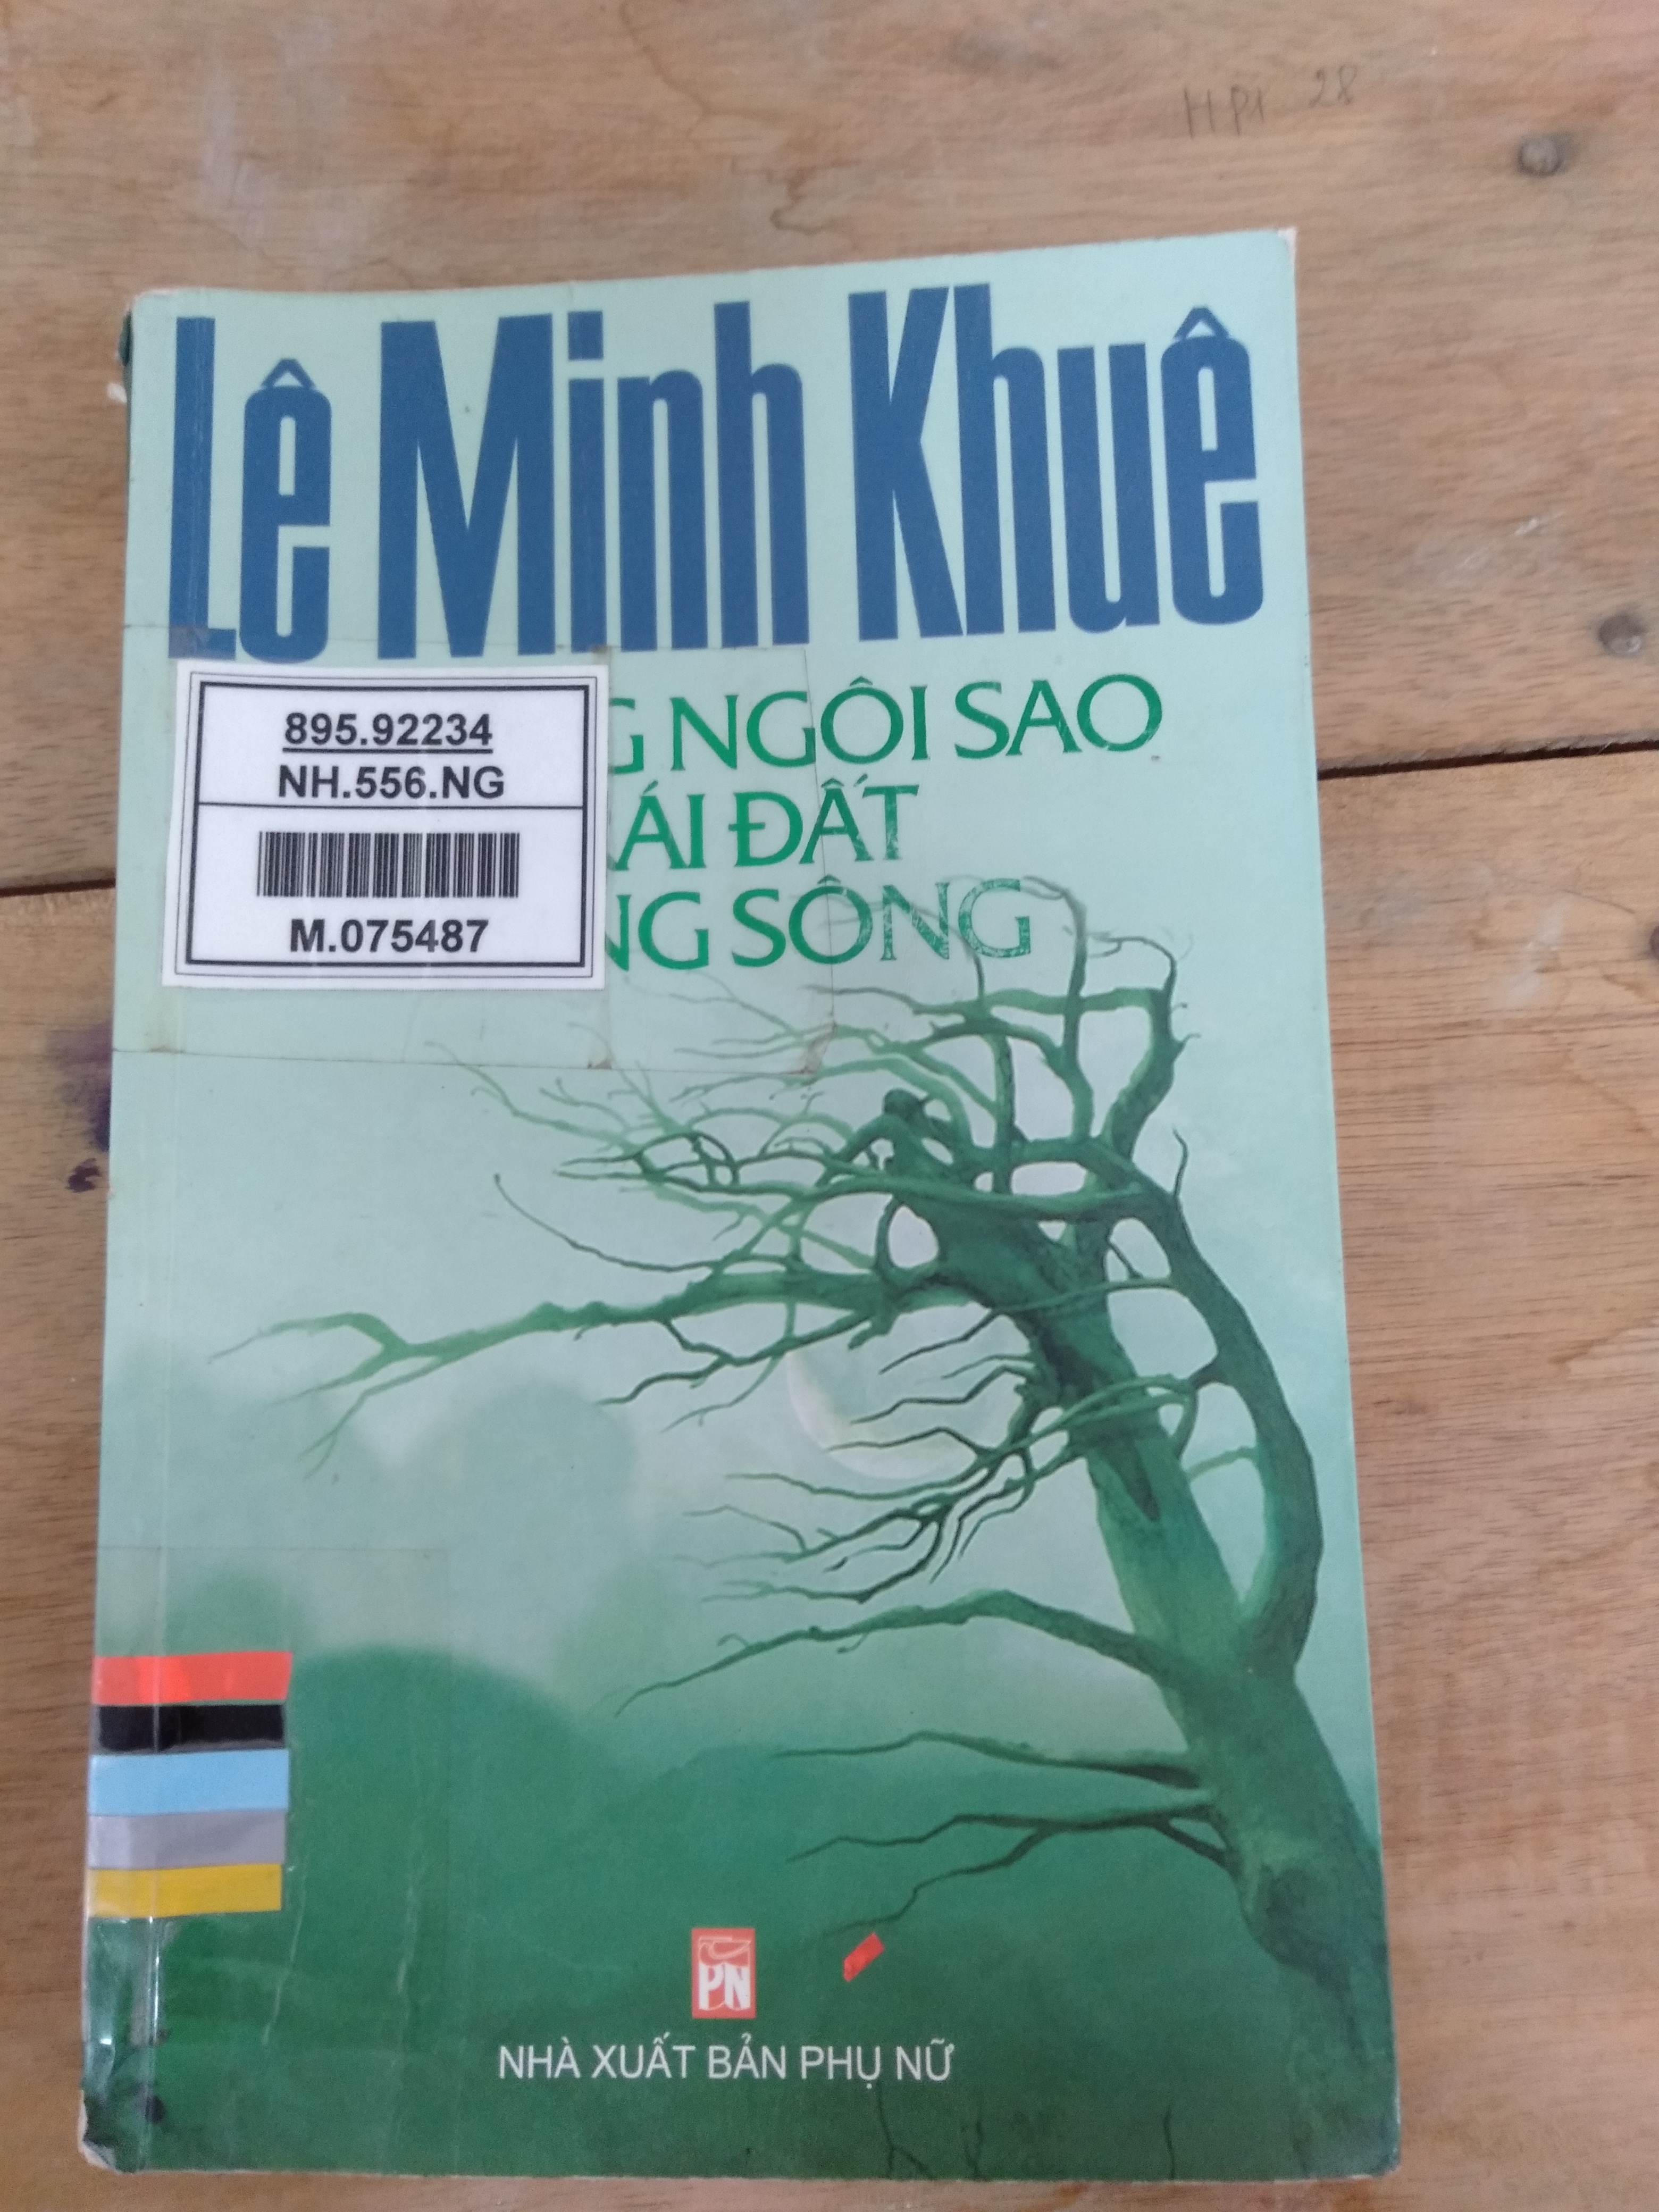 HPT 28
Lê Minh Khuê
G NGÔI SAO
ÁI ĐẤT
NG SÔNG
895.92234
NH.556.NG
M.075487
PN
NHÀ XUẤT BẢN PHỤ NỮ